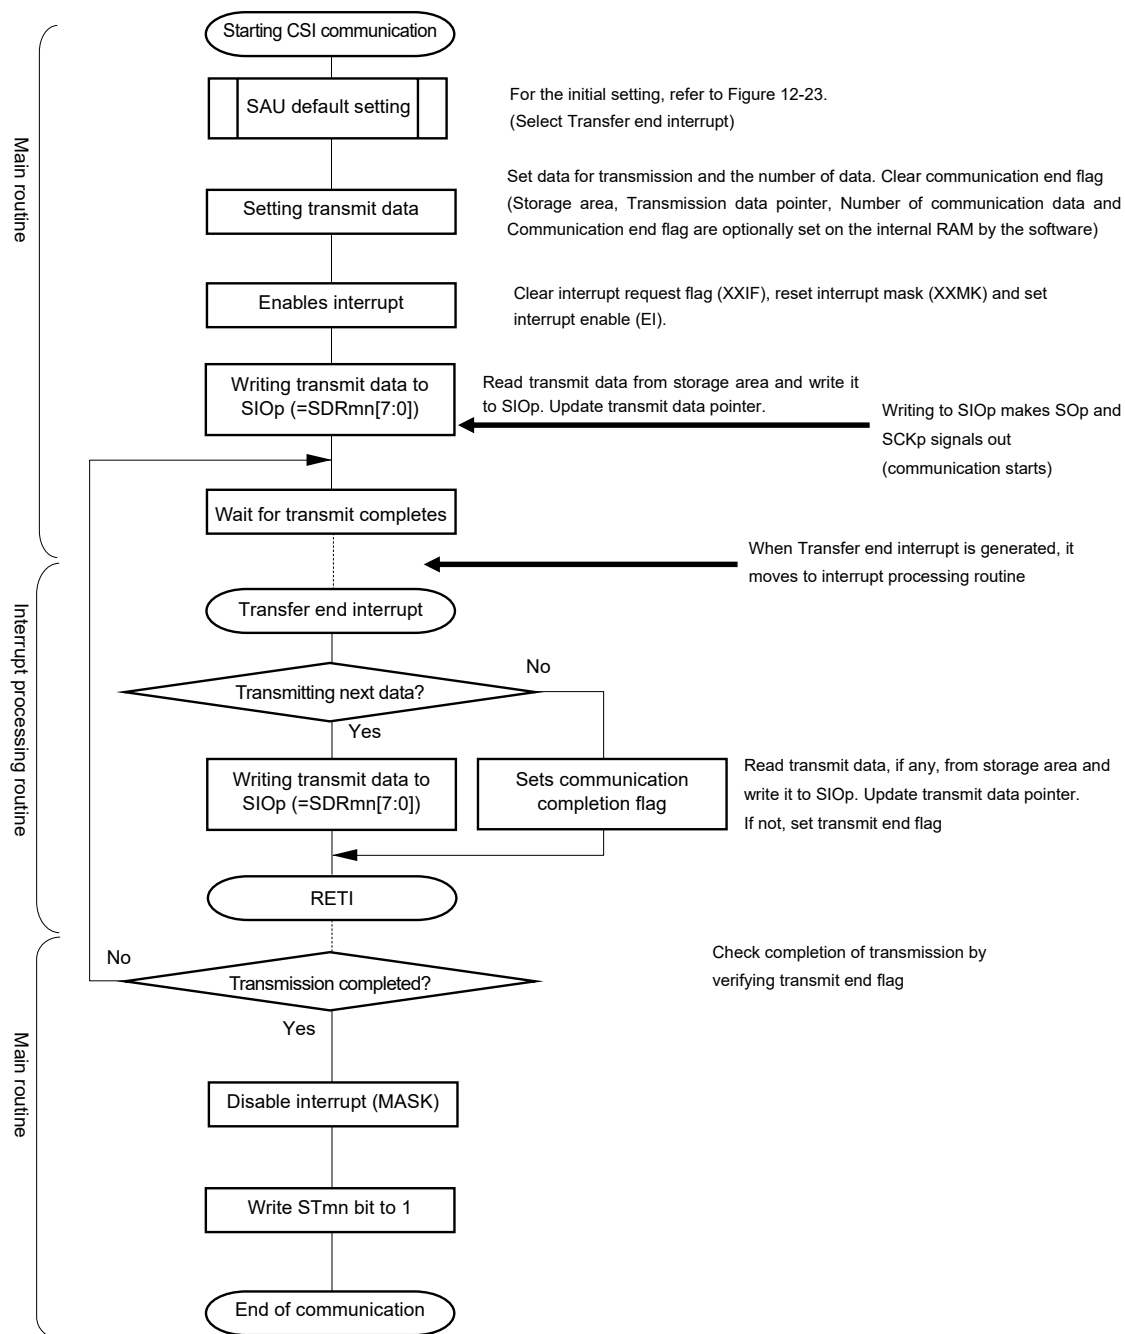 Starting CSI communication
SAU default setting
For the initial setting, refer to Figure 12-23.
(Select Transfer end interrupt)
Main routine
Setting transmit data
Set data for transmission and the number of data. Clear communication end flag
(Storage area, Transmission data pointer, Number of communication data and
Communication end flag are optionally set on the internal RAM by the software)
Enables interrupt
Clear interrupt request flag (XXIF), reset interrupt mask (XXMK) and set
interrupt enable (EI).
Writing transmit data to
SIOp (=SDRmn[7:0])
Read transmit data from storage area and write it
to SIOp. Update transmit data pointer.
Writing to SIOp makes SOp and
SCKp signals out
(communication starts)
Wait for transmit completes
When Transfer end interrupt is generated, it
moves to interrupt processing routine
Interrupt processing routine
Transfer end interrupt
No
Transmitting next data?
Yes
Writing transmit data to
SIOp (=SDRmn[7:0])
Sets communication
completion flag
Read transmit data, if any, from storage area and
write it to SIOp. Update transmit data pointer.
If not, set transmit end flag
RETI
No
Transmission completed?
Check completion of transmission by
verifying transmit end flag
Yes
Main routine
Disable interrupt (MASK)
Write STmn bit to 1
End of communication